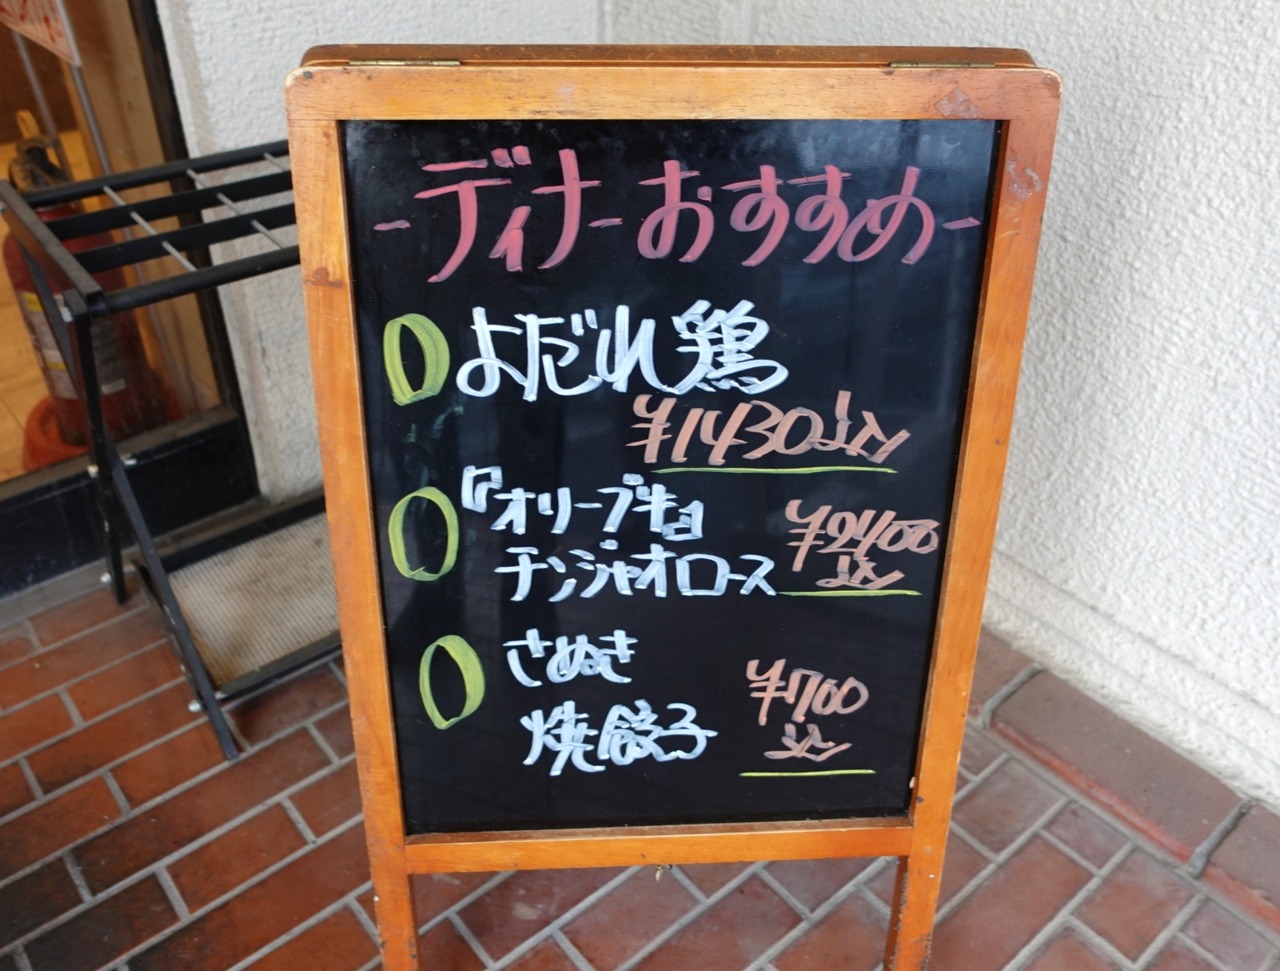 -ディナーおすすめ-
よだれ鶏
¥1430込
『オリーブ牛』
チンジャオロース
¥2400
込
さぬき
焼餃子
¥700
込